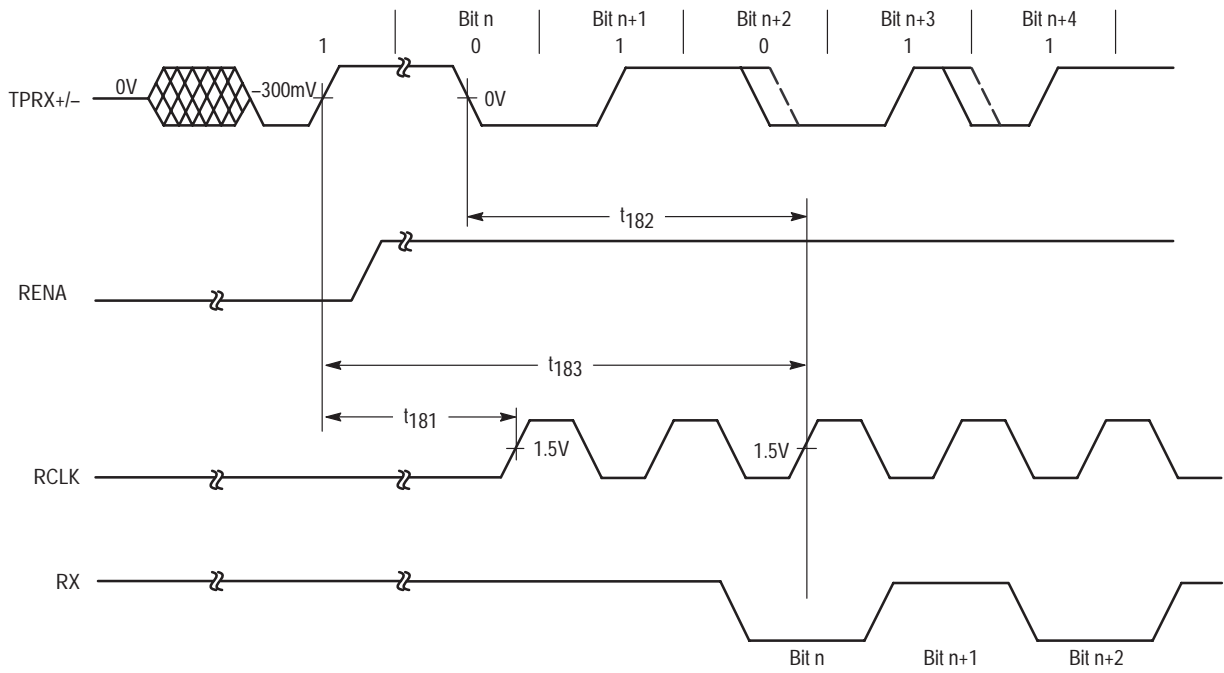 Bit n Bit n+1 Bit n+2 Bit n+3 Bit n+4
1 0 1 0 1 1
TPRX+/– 0V –300mV 0V
t182
RENA
t183
t181
RCLK 1.5V 1.5V
RX
Bit n Bit n+1 Bit n+2